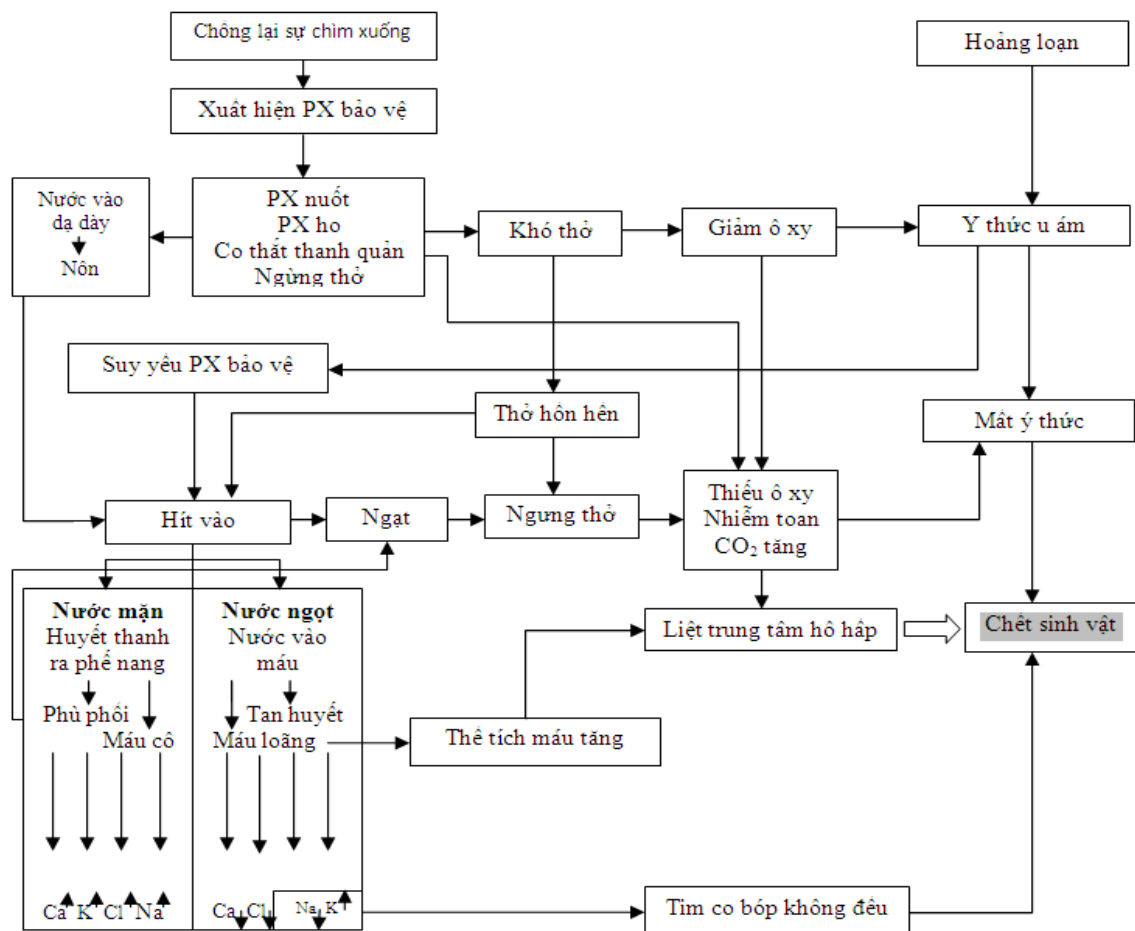 Chông lại sự chìm xuống
Hoảng loạn
Xuất hiện PX bảo vệ
Nước vào
dạ dày
Nôn
PX nuốt
PX ho
Co thắt thanh quản
Ngừng thở
Khó thở
Giảm ô xy
Y thức u ám
Suy yếu PX bảo vệ
Thở hôn hên
Mất ý thức
Hít vào
Ngạt
Ngưng thở
Thiếu ô xy
Nhiễm toan
CO₂ tăng
Nước mặn
Huyết thanh
ra phế nang
Phù phổi
Máu cô
Nước ngọt
Nước vào
máu
Tan huyết
Máu loãng
Liệt trung tâm hô hấp
Chết sinh vật
Thể tích máu tăng
Ca K Cl Na
Ca Cl Na K
Tim co bóp không đều